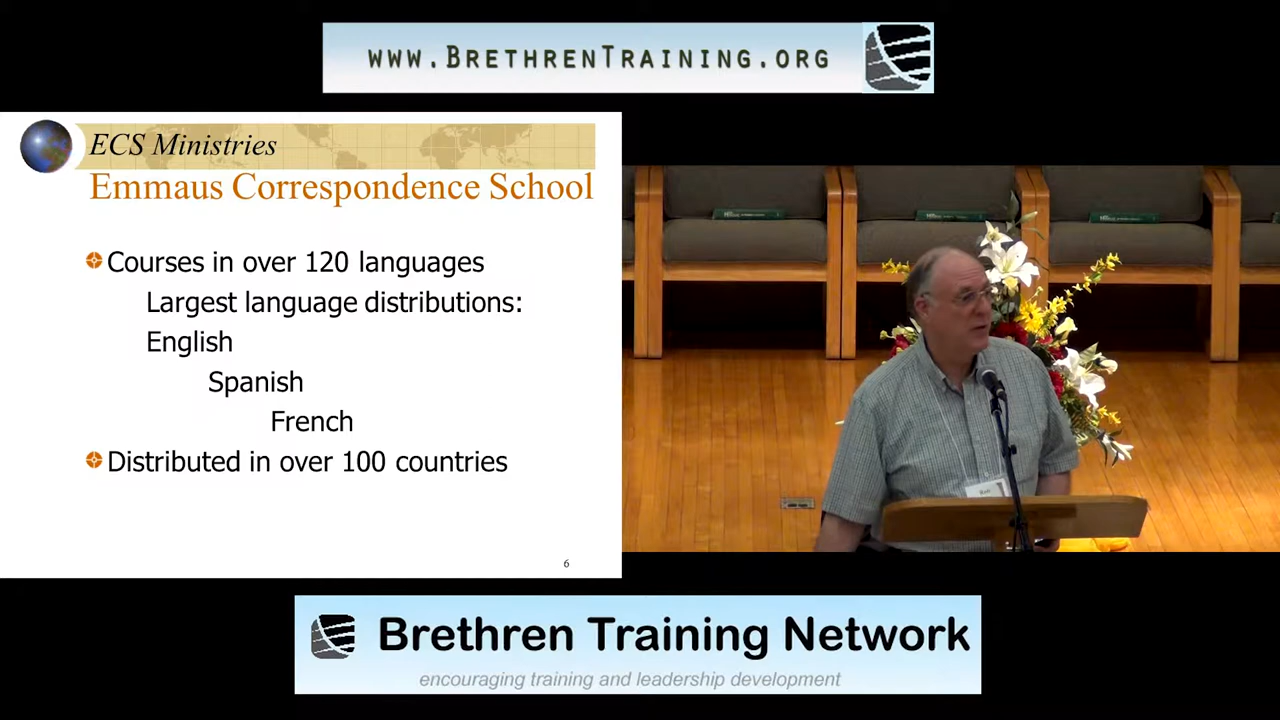 www.BrethrenTraining.org
ECS Ministries
Emmaus Correspondence School
Courses in over 120 languages
Largest language distributions:
English
Spanish
French
Distributed in over 100 countries
6
Brethren Training Network
encouraging training and leadership development